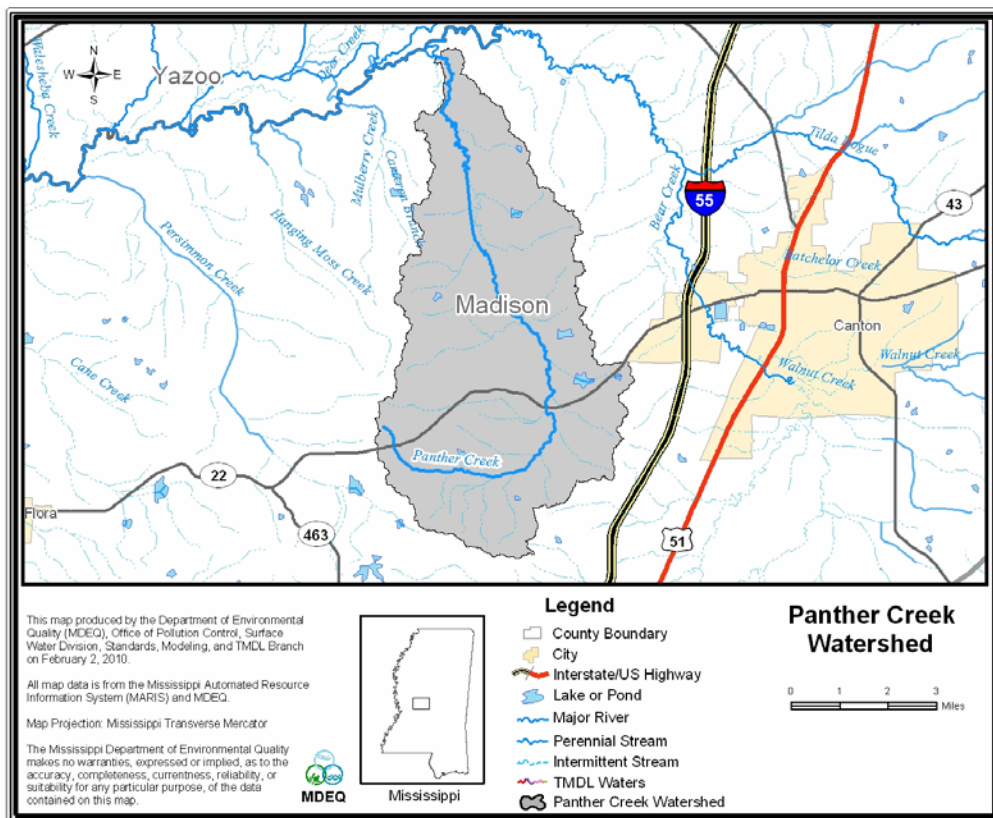 N
W E
S
Yazoo
Walesheba Creek
Deer Creek
Mulberry Creek
Cameron Branch
Hanging Moss Creek
Persimmon Creek
Cane Creek
Madison
Panther Creek
Bear Creek
55
Tilda Bogue
43
Batchelor Creek
Canton
Walnut Creek
Walnut Creek
22
Flora
463
51
This map produced by the Department of Environmental
Quality (MDEQ), Office of Pollution Control, Surface
Water Division, Standards, Modeling, and TMDL Branch
on February 2, 2010.
All map data is from the Mississippi Automated Resource
Information System (MARIS) and MDEQ.
Map Projection: Mississippi Transverse Mercator
The Mississippi Department of Environmental Quality
makes no warranties, expressed or implied, as to the
accuracy, completeness, currentness, reliability, or
suitability for any particular purpose, of the data
contained on this map.
MDEQ
Mississippi
Legend
County Boundary
City
Interstate/US Highway
Lake or Pond
Major River
Perennial Stream
Intermittent Stream
TMDL Waters
Panther Creek Watershed
Panther Creek
Watershed
0 1 2 3
Miles